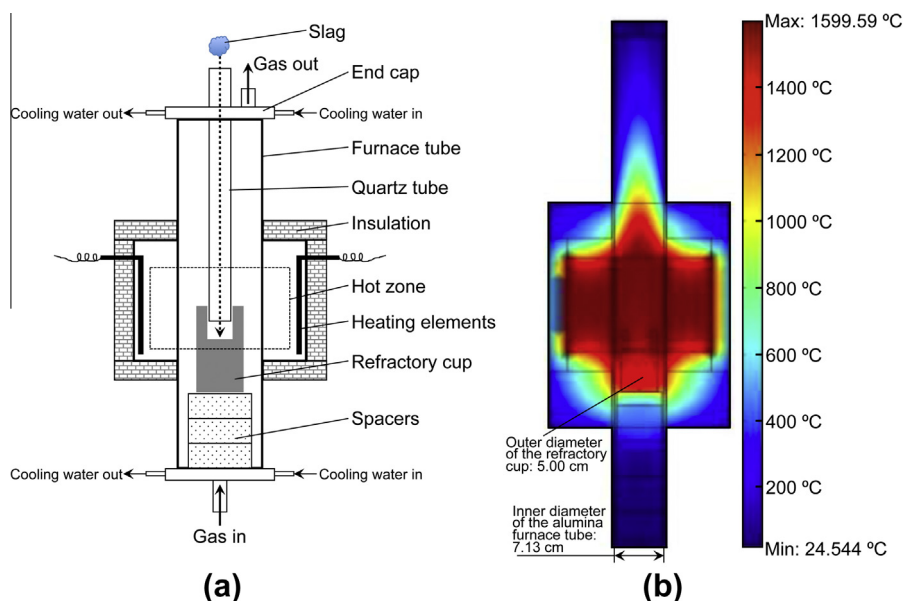 Slag
Gas out
End cap
Cooling water out
Cooling water in
Furnace tube
Quartz tube
Insulation
Hot zone
Heating elements
Refractory cup
Spacers
Cooling water out
Cooling water in
Gas in
(a)
Max: 1599.59 ºC
1400 ºC
1200 ºC
1000 ºC
800 ºC
600 ºC
400 ºC
200 ºC
Min: 24.544 ºC
Outer diameter
of the refractory
cup: 5.00 cm
Inner diameter
of the alumina
furnace tube:
7.13 cm
(b)